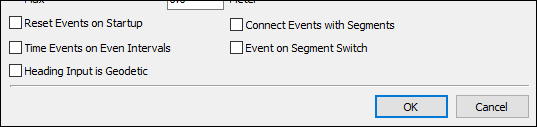 Reset Events on Startup
Connect Events with Segments
Time Events on Even Intervals
Event on Segment Switch
Heading Input is Geodetic
OK
Cancel